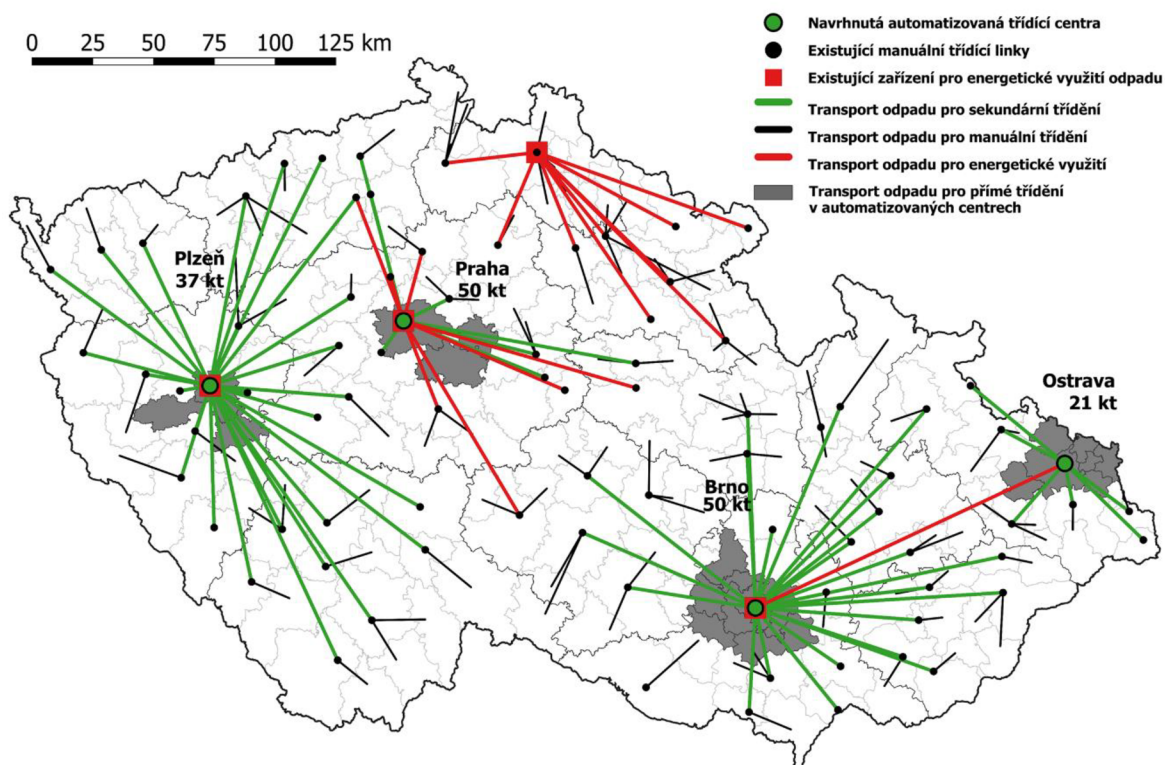 0 25 50 75 100 125 km
Navrhnutá automatizovaná třídící centra
Existující manuální třídící linky
Existující zařízení pro energetické využití odpadu
Transport odpadu pro sekundární třídění
Transport odpadu pro manuální třídění
Transport odpadu pro energetické využití
Transport odpadu pro přímé třídění
v automatizovaných centrech
Plzeň
37 kt
Praha
50 kt
Ostrava
21 kt
Brno
50 kt